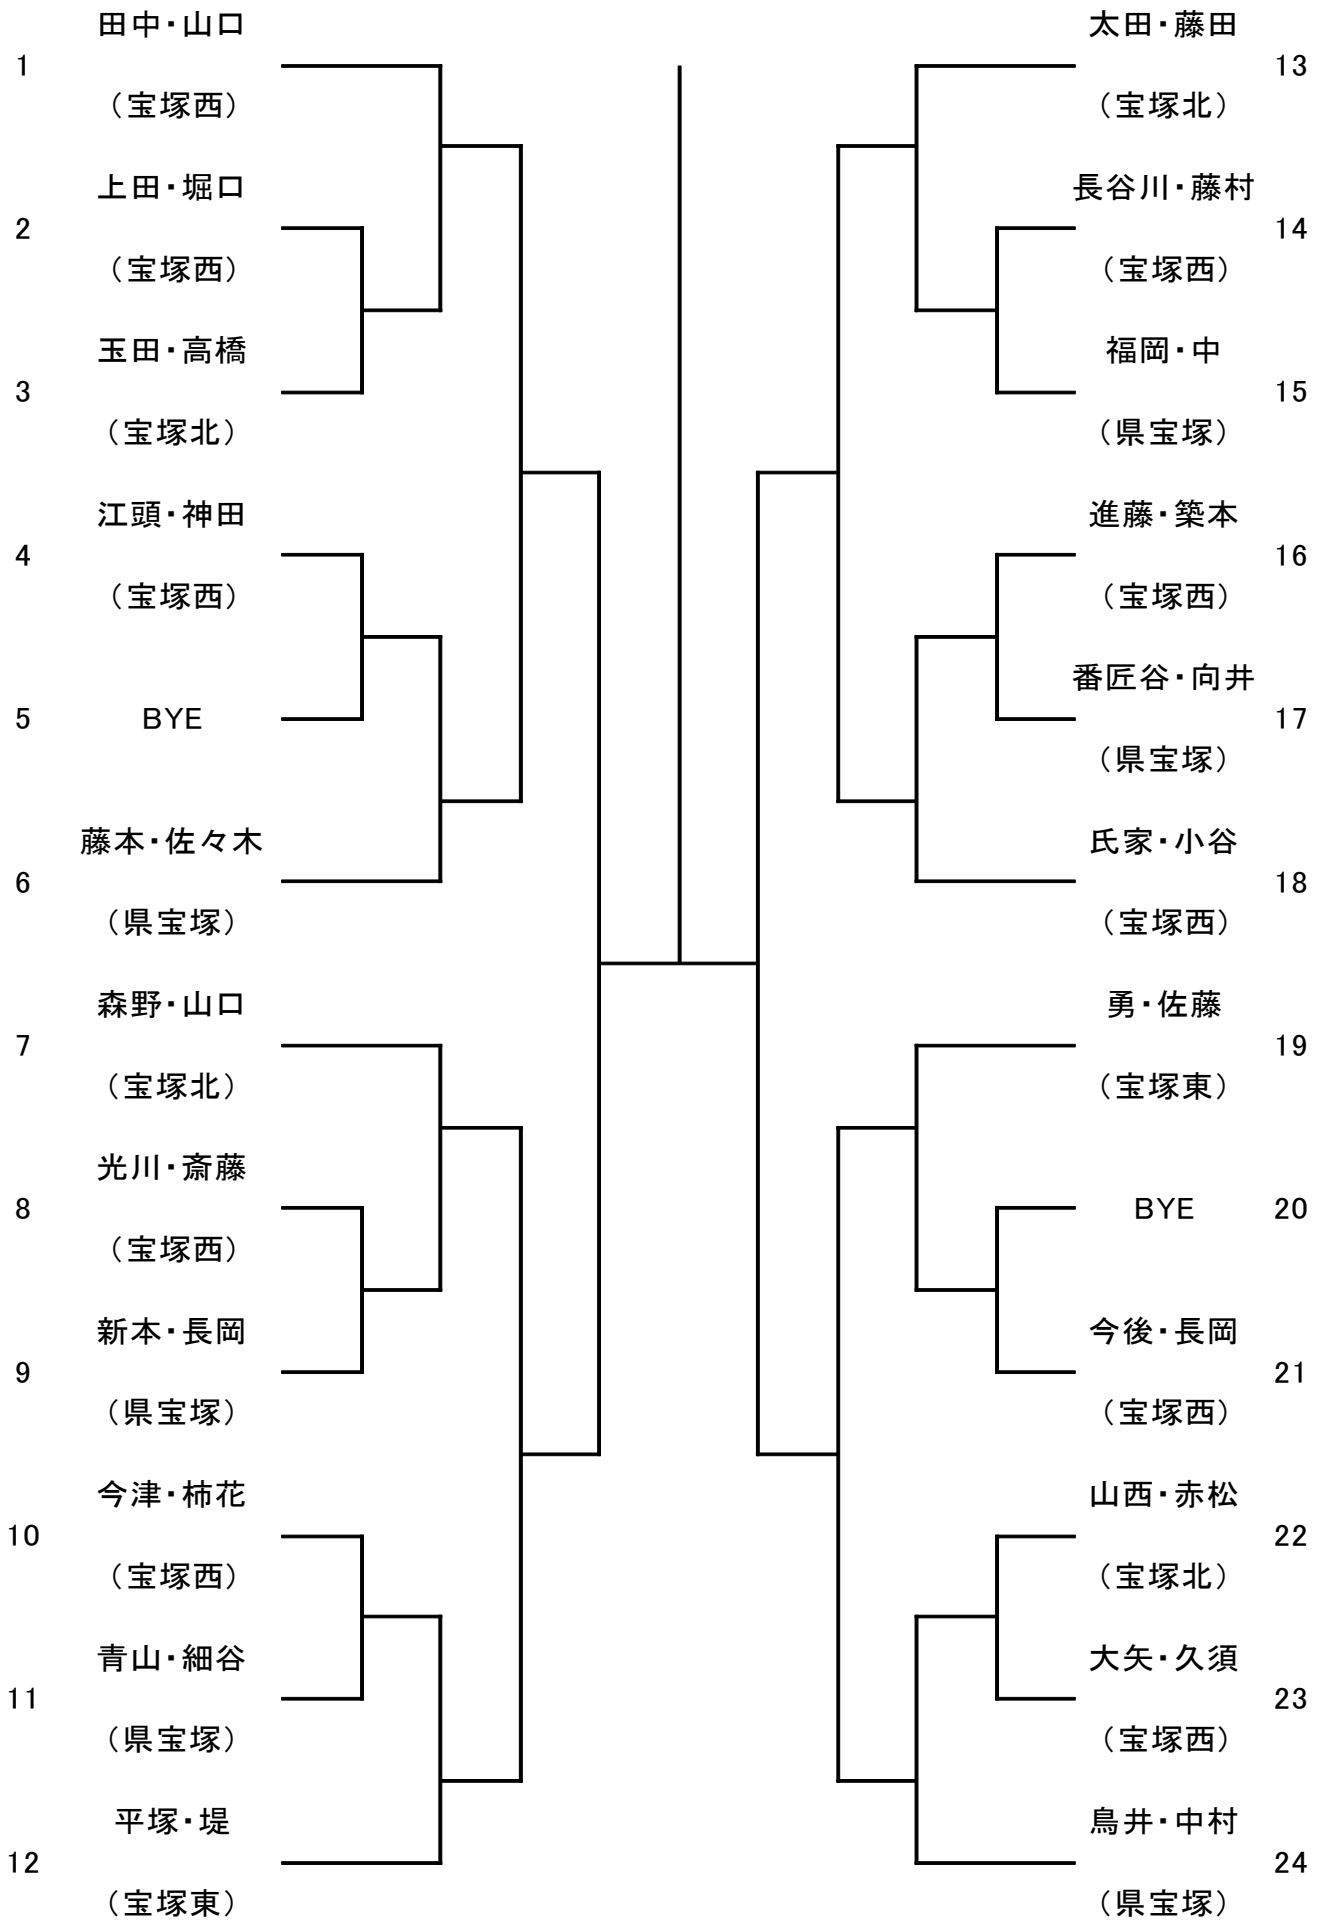 田中・山口
1
（宝塚西）
上田・堀口
2
（宝塚西）
玉田・高橋
3
（宝塚北）
江頭・神田
4
（宝塚西）
5
BYE
藤本・佐々木
6
（県宝塚）
森野・山口
7
（宝塚北）
光川・斎藤
8
（宝塚西）
新本・長岡
9
（県宝塚）
今津・柿花
10
（宝塚西）
青山・細谷
11
（県宝塚）
平塚・堤
12
（宝塚東）
太田・藤田
13
（宝塚北）
長谷川・藤村
14
（宝塚西）
福岡・中
15
（県宝塚）
進藤・築本
16
（宝塚西）
番匠谷・向井
17
（県宝塚）
氏家・小谷
18
（宝塚西）
勇・佐藤
19
（宝塚東）
BYE
20
今後・長岡
21
（宝塚西）
山西・赤松
22
（宝塚北）
大矢・久須
23
（宝塚西）
鳥井・中村
24
（県宝塚）